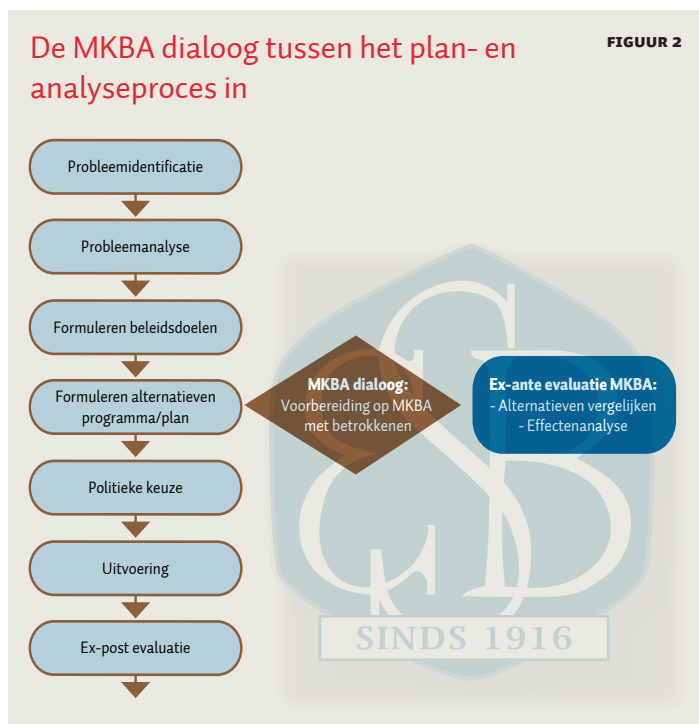 De MKBA dialoog tussen het plan- en
analyseproces in
FIGUUR 2
Probleemidentificatie
Probleemanalyse
Formuleren beleidsdoelen
Formuleren alternatieven
programma/plan
MKBA dialoog:
Voorbereiding op MKBA
met betrokkenen
Ex-ante evaluatie MKBA:
- Alternatieven vergelijken
- Effectenanalyse
Politieke keuze
Uitvoering
Ex-post evaluatie
ESB
SINDS 1916